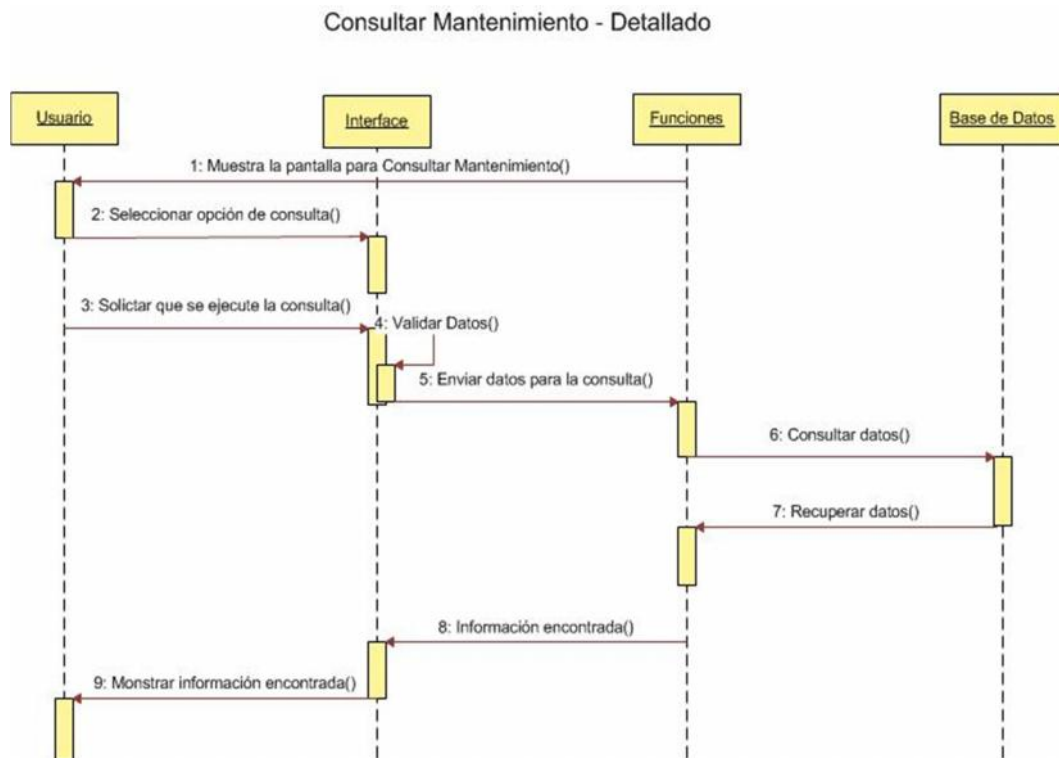 Consultar Mantenimiento - Detallado
Usuario
Interface
Funciones
Base de Datos
1: Muestra la pantalla para Consultar Mantenimiento()
2: Seleccionar opción de consulta()
3: Solictar que se ejecute la consulta()
4: Validar Datos()
5: Enviar datos para la consulta()
6: Consultar datos()
7: Recuperar datos()
8: Información encontrada()
9: Monstrar información encontrada()